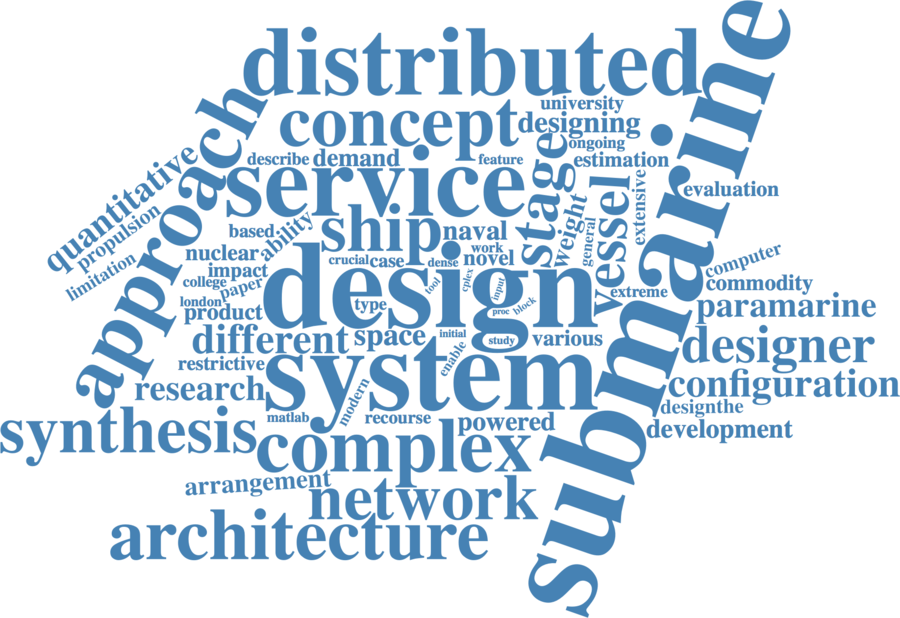 distributed
submarine
university
concept
designing
approach
ongoing
describe
demand
feature
stage
estimation
quantitative
service
vessel
extensive
evaluation
propulsion
ability
weight
based
ship
naval
general
nuclear
work
limitation
crucial
case
dense
novel
computer
impact
design
college
paper
tool
cplex
input
commodity
extreme
london
type
block
product
proc
paramarine
different
space
initial
study
various
designer
restrictive
enable
system
research
modern
configuration
matlab
recourse
powered
designthe
synthesis
complex
development
arrangement
network
architecture